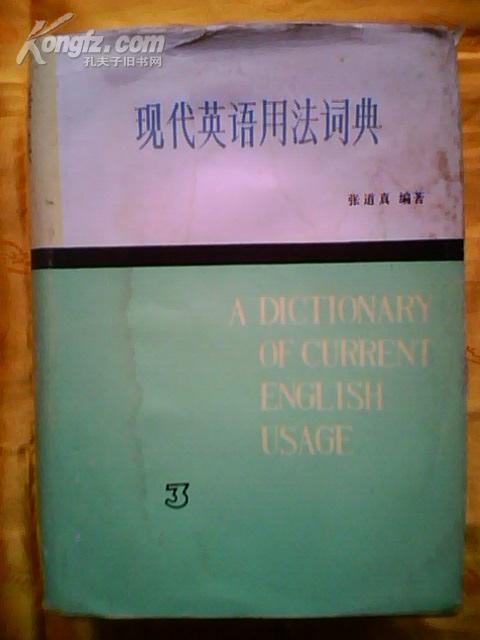 Kongfz.com
孔夫子旧书网
现代英语用法词典
张道真 编著
A DICTIONARY
OF CURRENT
ENGLISH
USAGE
3